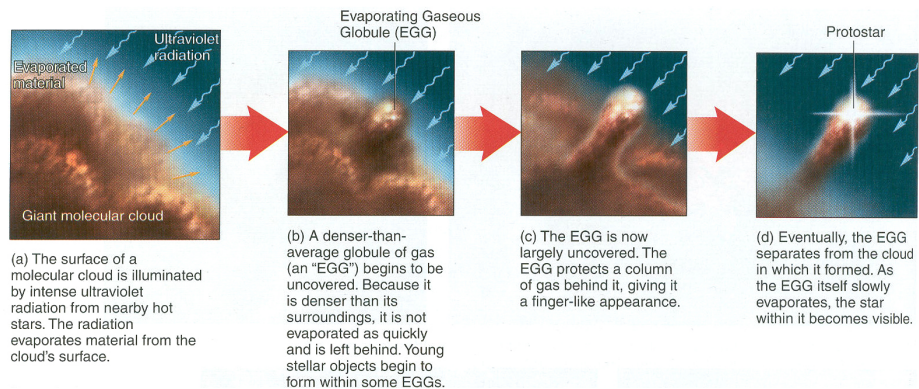 Evaporating Gaseous
Globule (EGG)
Protostar
Ultraviolet
radiation
Evaporated
material
Giant molecular cloud
(a) The surface of a
molecular cloud is illuminated
by intense ultraviolet
radiation from nearby hot
stars. The radiation
evaporates material from the
cloud's surface.
(b) A denser-than-
average globule of gas
(an “EGG”) begins to be
uncovered. Because it
is denser than its
surroundings, it is not
evaporated as quickly
and is left behind. Young
stellar objects begin to
form within some EGGs.
(c) The EGG is now
largely uncovered. The
EGG protects a column
of gas behind it, giving it
a finger-like appearance.
(d) Eventually, the EGG
separates from the cloud
in which it formed. As
the EGG itself slowly
evaporates, the star
within it becomes visible.